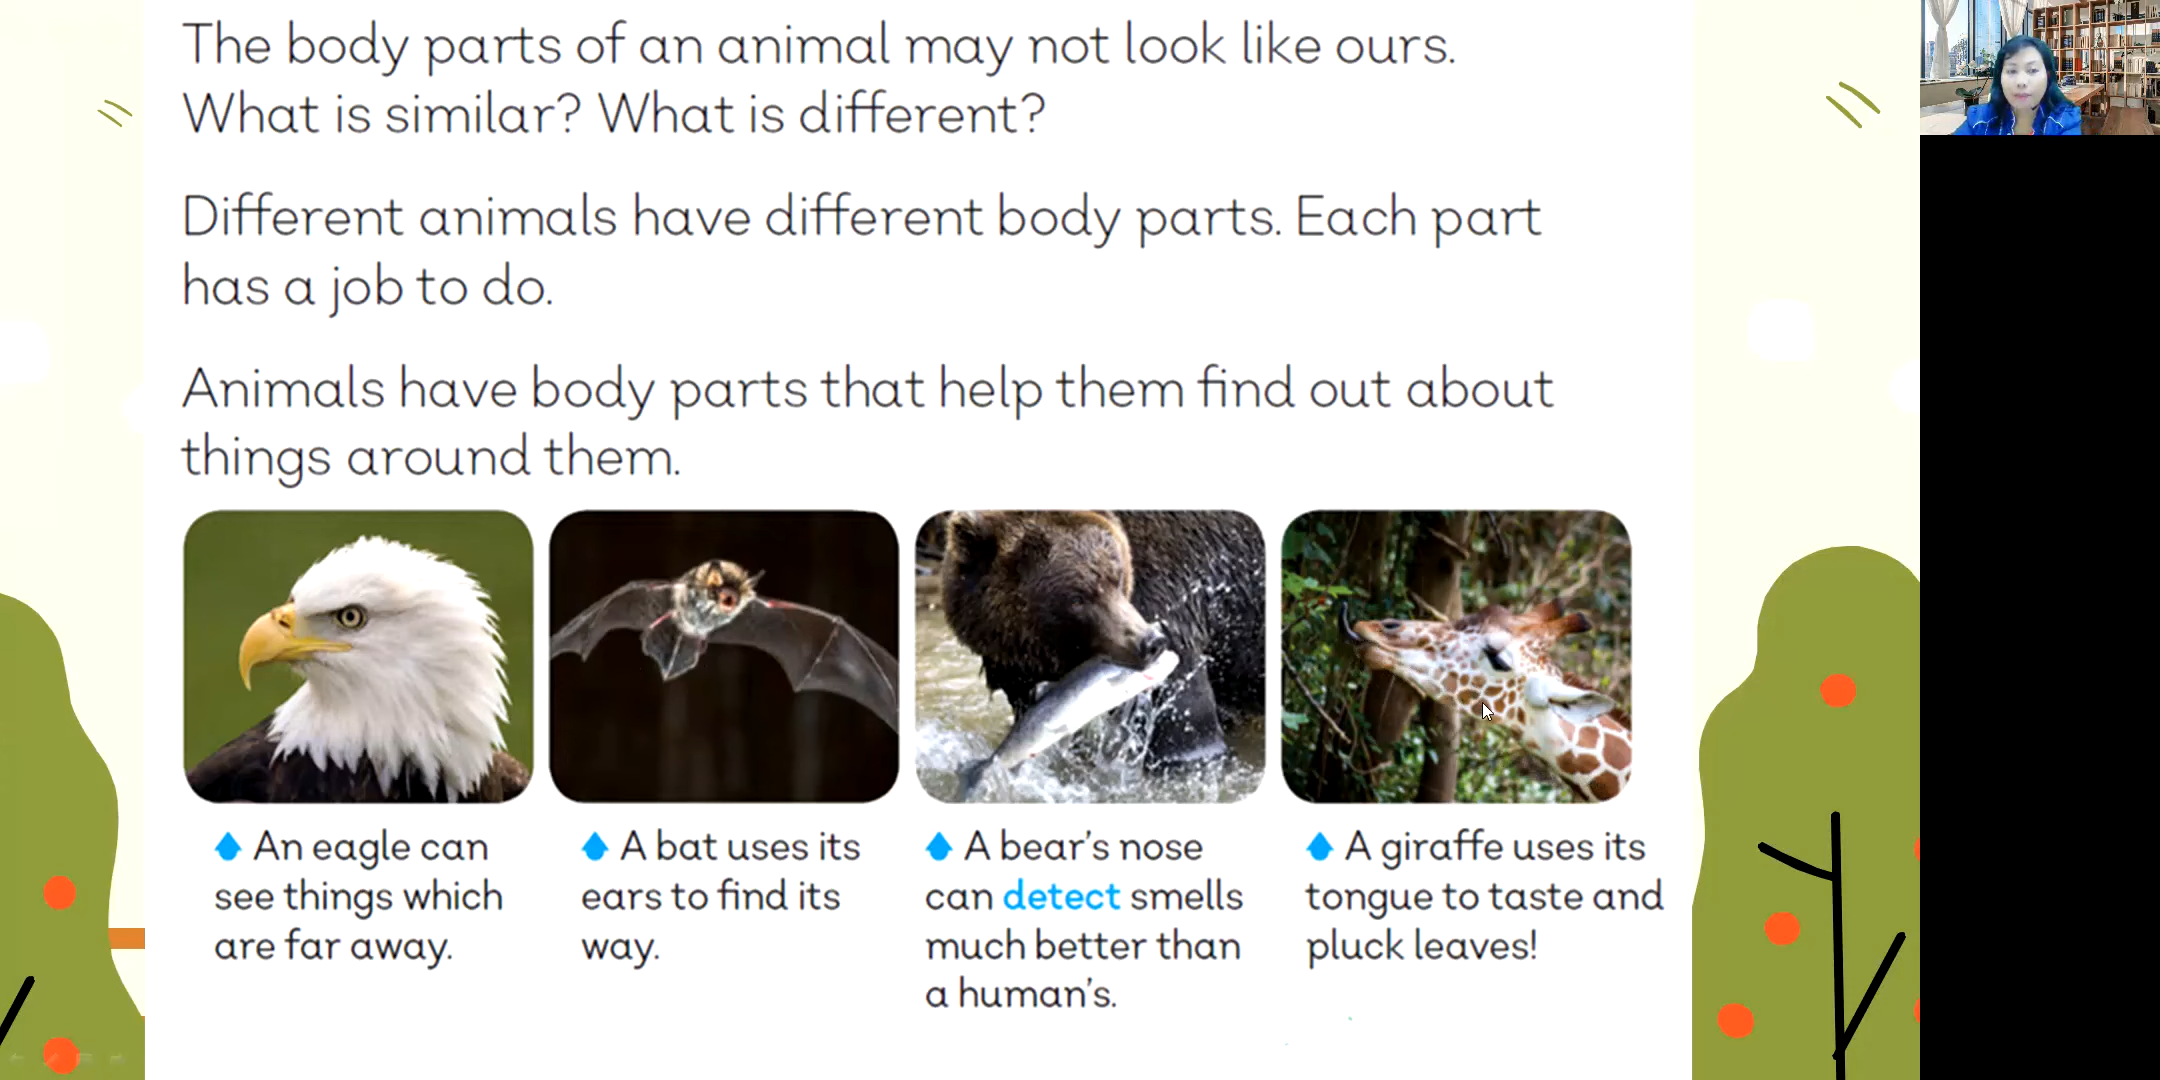 The body parts of an animal may not look like ours.
What is similar? What is different?
Different animals have different body parts. Each part
has a job to do.
Animals have body parts that help them find out about
things around them.
An eagle can
see things which
are far away.
A bat uses its
ears to find its
way.
A bear's nose
can detect smells
much better than
a human's.
A giraffe uses its
tongue to taste and
pluck leaves!